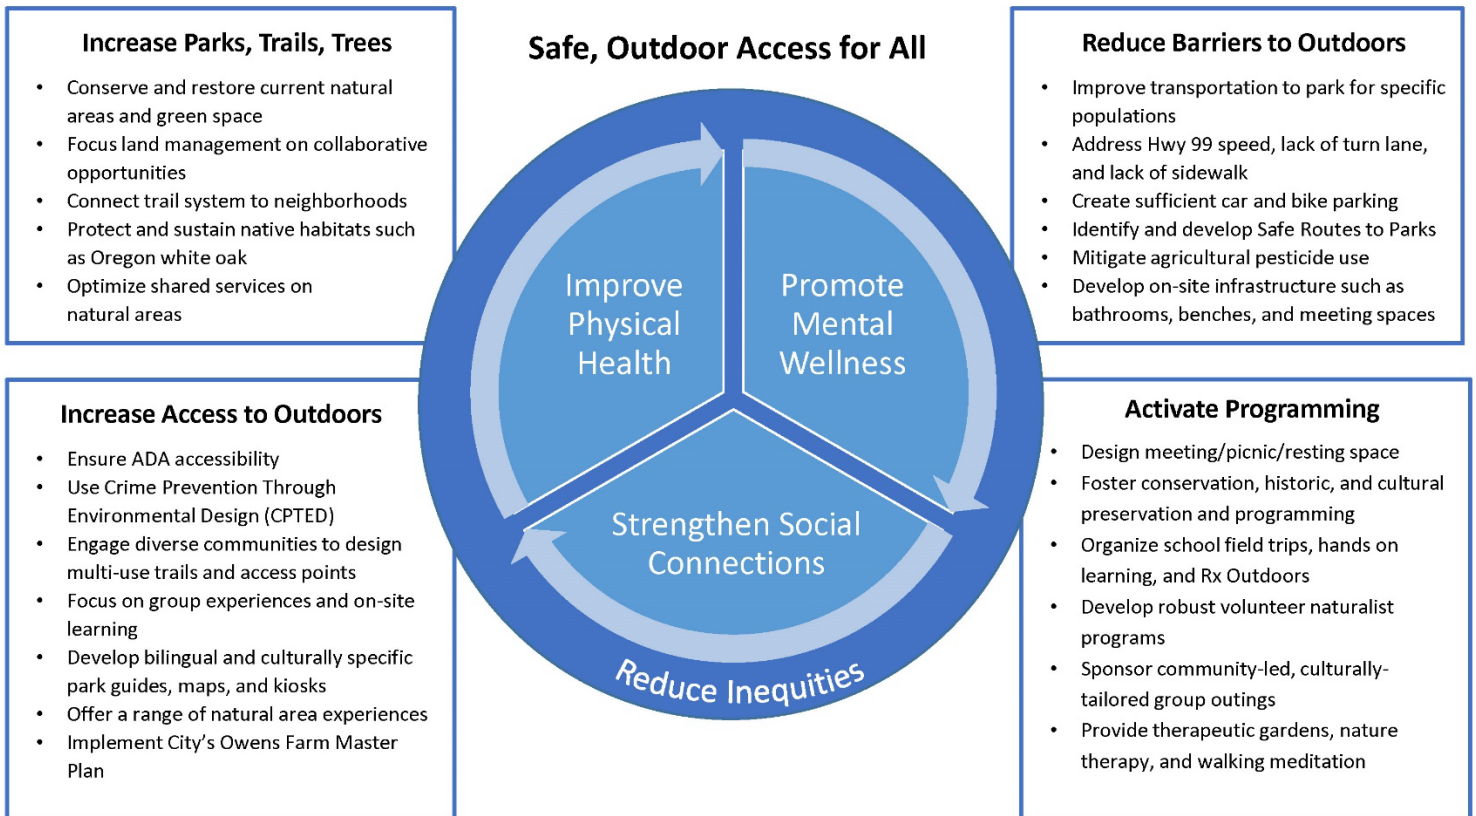 Safe, Outdoor Access for All
Increase Parks, Trails, Trees
• Conserve and restore current natural
areas and green space
• Focus land management on collaborative
opportunities
• Connect trail system to neighborhoods
• Protect and sustain native habitats such
as Oregon white oak
• Optimize shared services on
natural areas
Reduce Barriers to Outdoors
• Improve transportation to park for specific
populations
• Address Hwy 99 speed, lack of turn lane,
and lack of sidewalk
• Create sufficient car and bike parking
• Identify and develop Safe Routes to Parks
• Mitigate agricultural pesticide use
• Develop on-site infrastructure such as
bathrooms, benches, and meeting spaces
Improve
Physical
Health
Promote
Mental
Wellness
Strengthen Social
Connections
Reduce Inequities
Increase Access to Outdoors
• Ensure ADA accessibility
• Use Crime Prevention Through
Environmental Design (CPTED)
• Engage diverse communities to design
multi-use trails and access points
• Focus on group experiences and on-site
learning
• Develop bilingual and culturally specific
park guides, maps, and kiosks
• Offer a range of natural area experiences
• Implement City’s Owens Farm Master
Plan
Activate Programming
• Design meeting/picnic/resting space
• Foster conservation, historic, and cultural
preservation and programming
• Organize school field trips, hands on
learning, and Rx Outdoors
• Develop robust volunteer naturalist
programs
• Sponsor community-led, culturally-
tailored group outings
• Provide therapeutic gardens, nature
therapy, and walking meditation